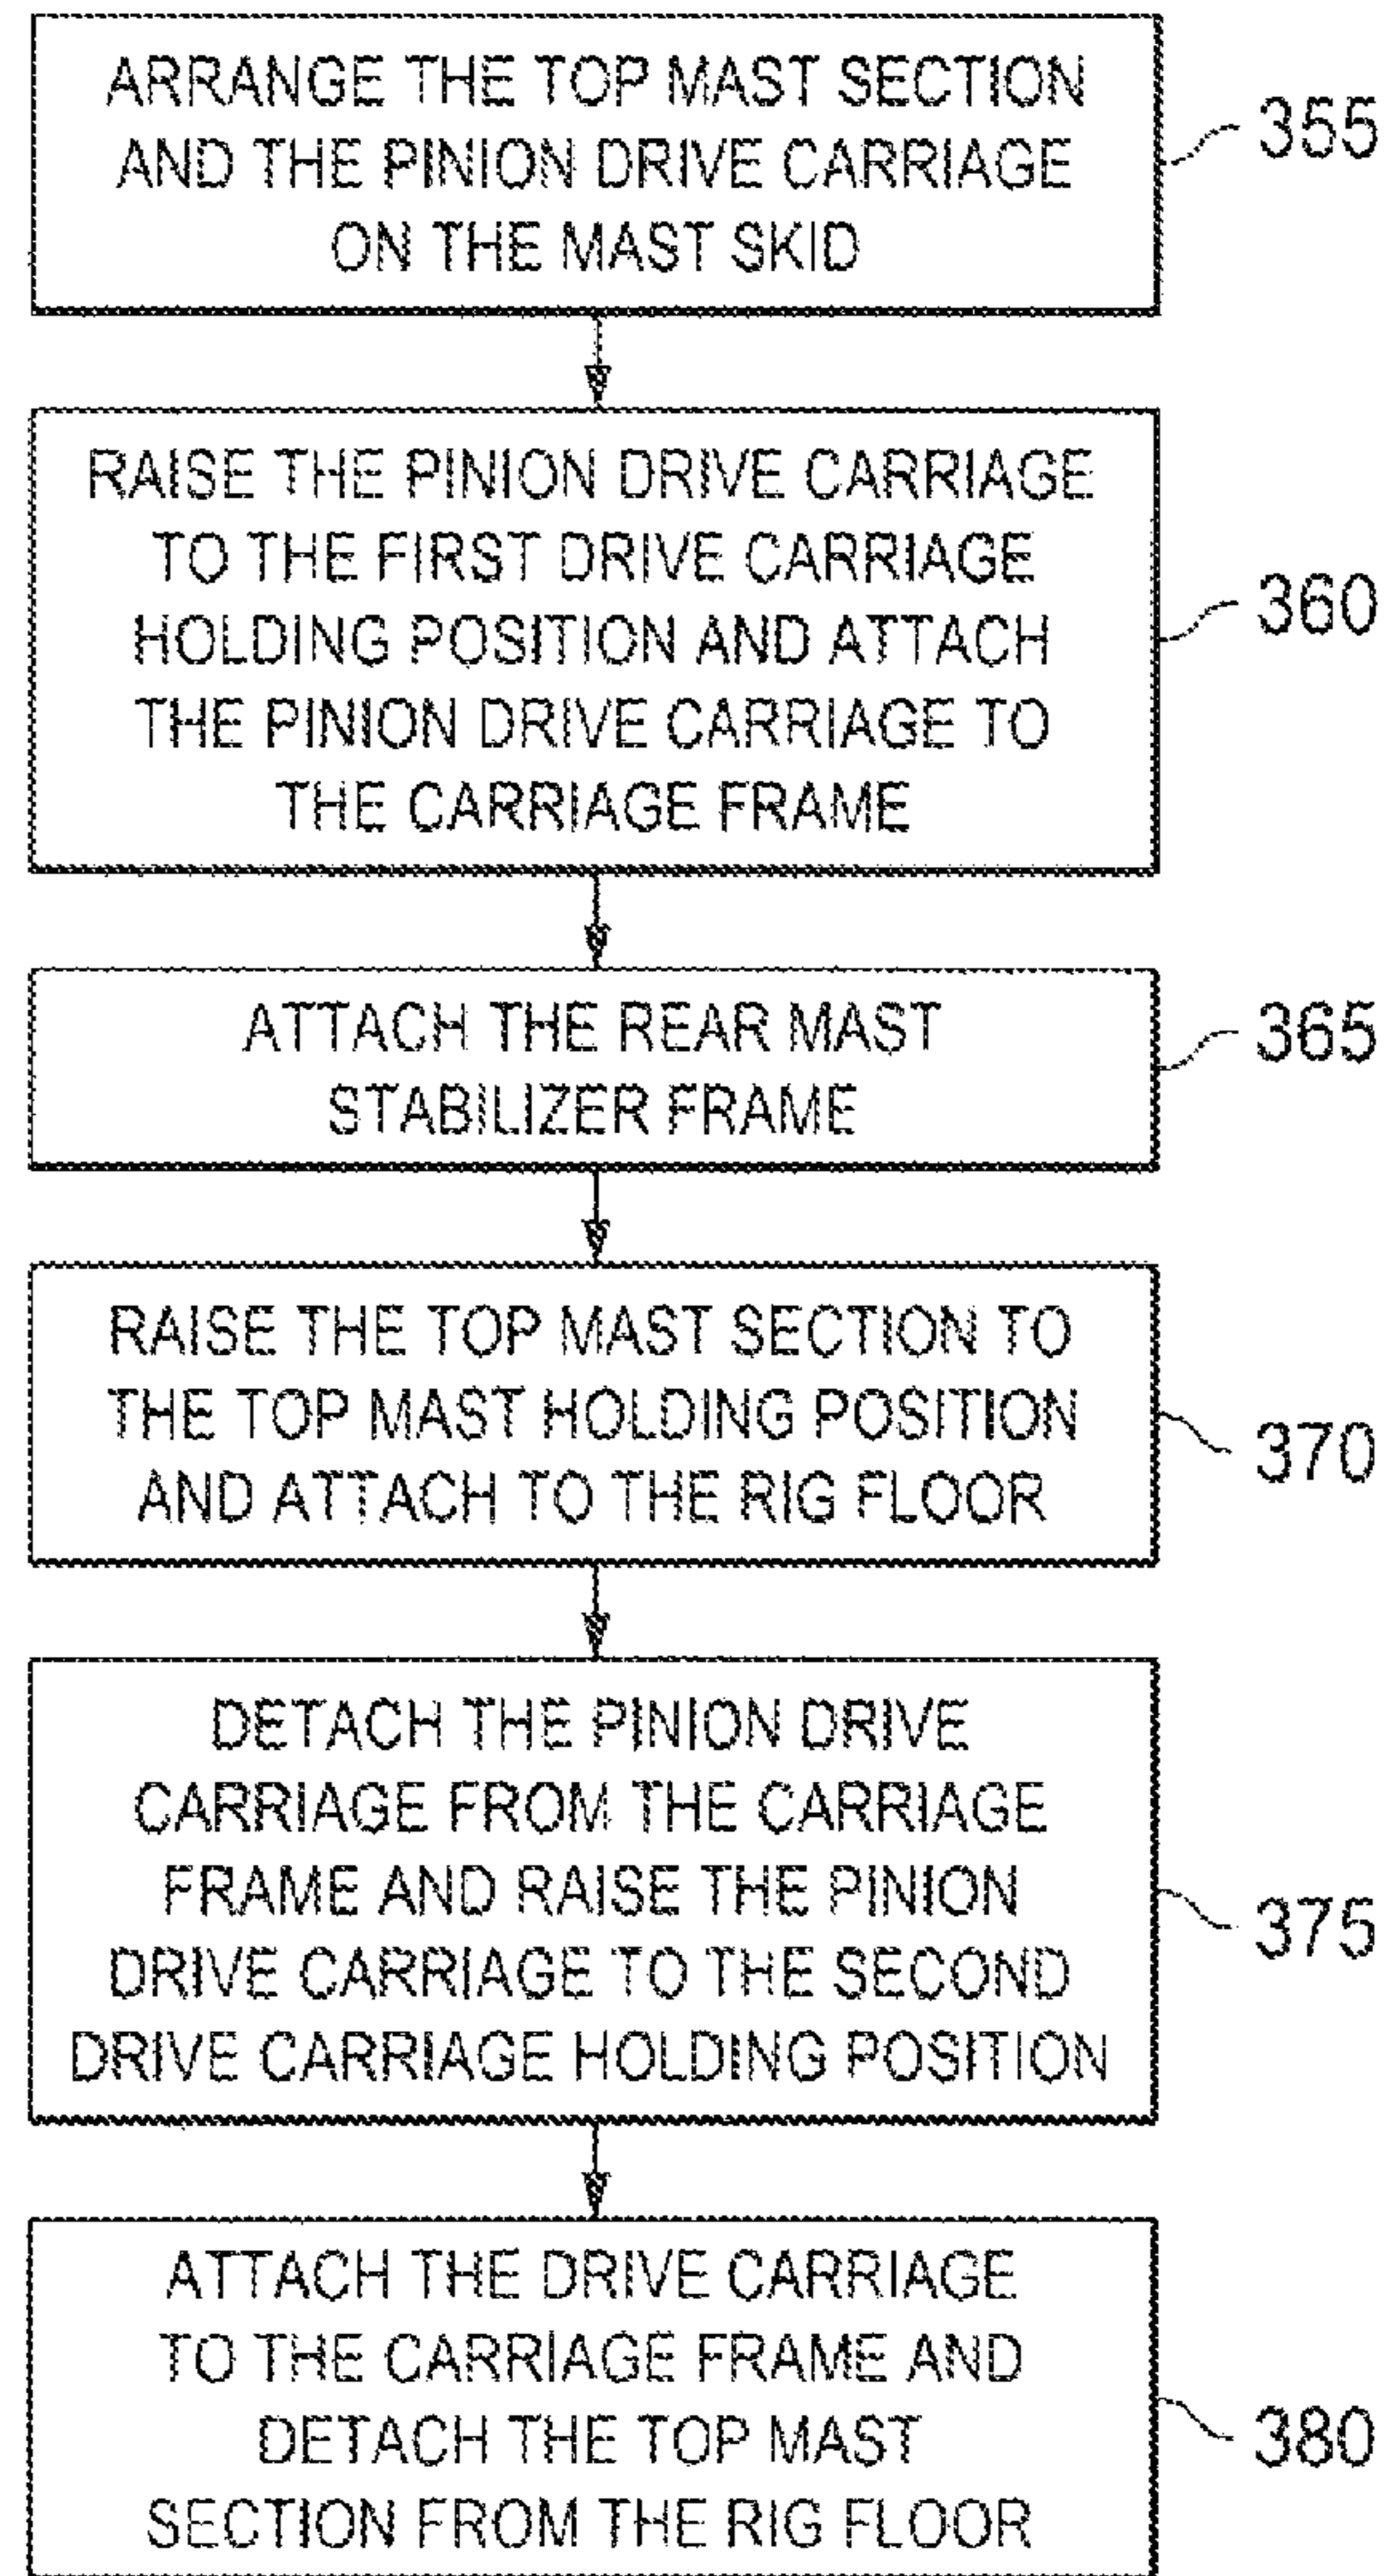 ARRANGE THE TOP MAST SECTION
AND THE PINION DRIVE CARRIAGE
ON THE MAST SKID
355
RAISE THE PINION DRIVE CARRIAGE
TO THE FIRST DRIVE CARRIAGE
HOLDING POSITION AND ATTACH
THE PINION DRIVE CARRIAGE TO
THE CARRIAGE FRAME
360
ATTACH THE REAR MAST
STABILIZER FRAME
365
RAISE THE TOP MAST SECTION TO
THE TOP MAST HOLDING POSITION
AND ATTACH TO THE RIG FLOOR
370
DETACH THE PINION DRIVE
CARRIAGE FROM THE CARRIAGE
FRAME AND RAISE THE PINION
DRIVE CARRIAGE TO THE SECOND
DRIVE CARRIAGE HOLDING POSITION
375
ATTACH THE DRIVE CARRIAGE
TO THE CARRIAGE FRAME AND
DETACH THE TOP MAST
SECTION FROM THE RIG FLOOR
380